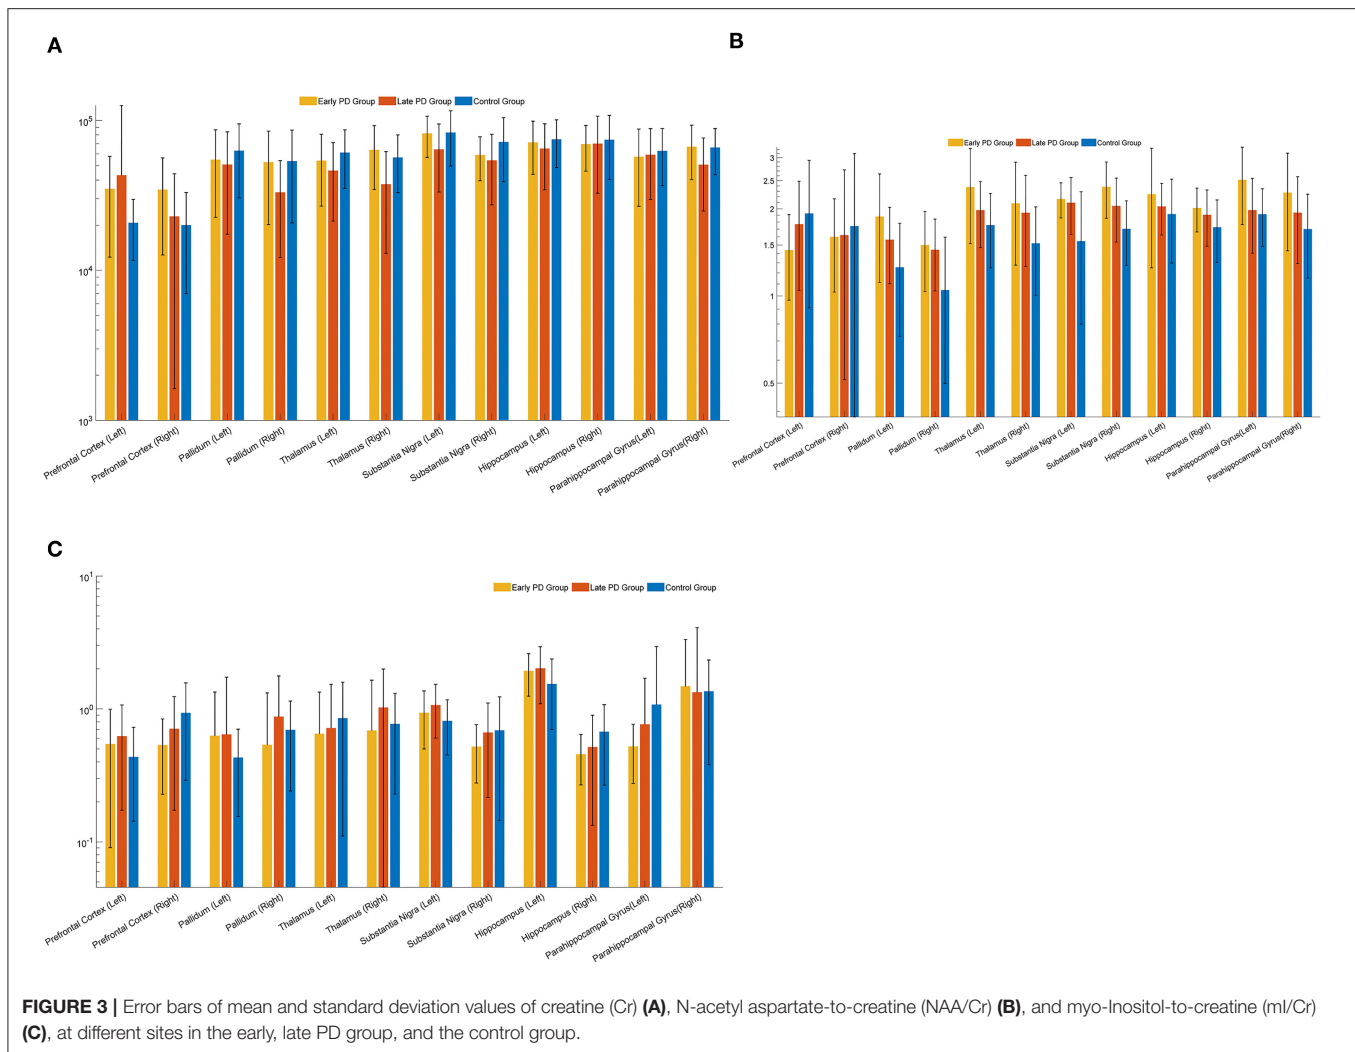 A
Early PD Group Late PD Group Control Group
10^5
10^4
10^3
Prefrontal Cortex (Left)
Prefrontal Cortex (Right)
Pallidum (Left)
Pallidum (Right)
Thalamus (Left)
Thalamus (Right)
Substantia Nigra (Left)
Substantia Nigra (Right)
Hippocampus (Left)
Hippocampus (Right)
Parahippocampal Gyrus(Left)
Parahippocampal Gyrus(Right)
B
Early PD Group Late PD Group Control Group
3
2.5
2
1.5
1
0.5
Prefrontal Cortex (Left)
Prefrontal Cortex (Right)
Pallidum (Left)
Pallidum (Right)
Thalamus (Left)
Thalamus (Right)
Substantia Nigra (Left)
Substantia Nigra (Right)
Hippocampus (Left)
Hippocampus (Right)
Parahippocampal Gyrus(Left)
Parahippocampal Gyrus(Right)
C
Early PD Group Late PD Group Control Group
10^1
10^0
10^-1
Prefrontal Cortex (Left)
Prefrontal Cortex (Right)
Pallidum (Left)
Pallidum (Right)
Thalamus (Left)
Thalamus (Right)
Substantia Nigra (Left)
Substantia Nigra (Right)
Hippocampus (Left)
Hippocampus (Right)
Parahippocampal Gyrus(Left)
Parahippocampal Gyrus(Right)
FIGURE 3 | Error bars of mean and standard deviation values of creatine (Cr) (A), N-acetyl aspartate-to-creatine (NAA/Cr) (B), and myo-Inositol-to-creatine (mI/Cr)
(C), at different sites in the early, late PD group, and the control group.